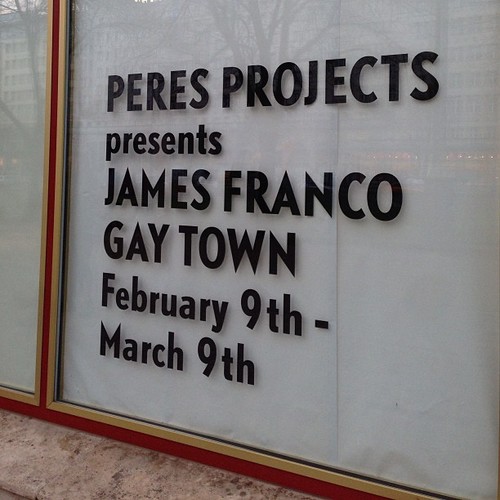 PERES PROJECTS
presents
JAMES FRANCO
GAY TOWN
February 9th -
March 9th